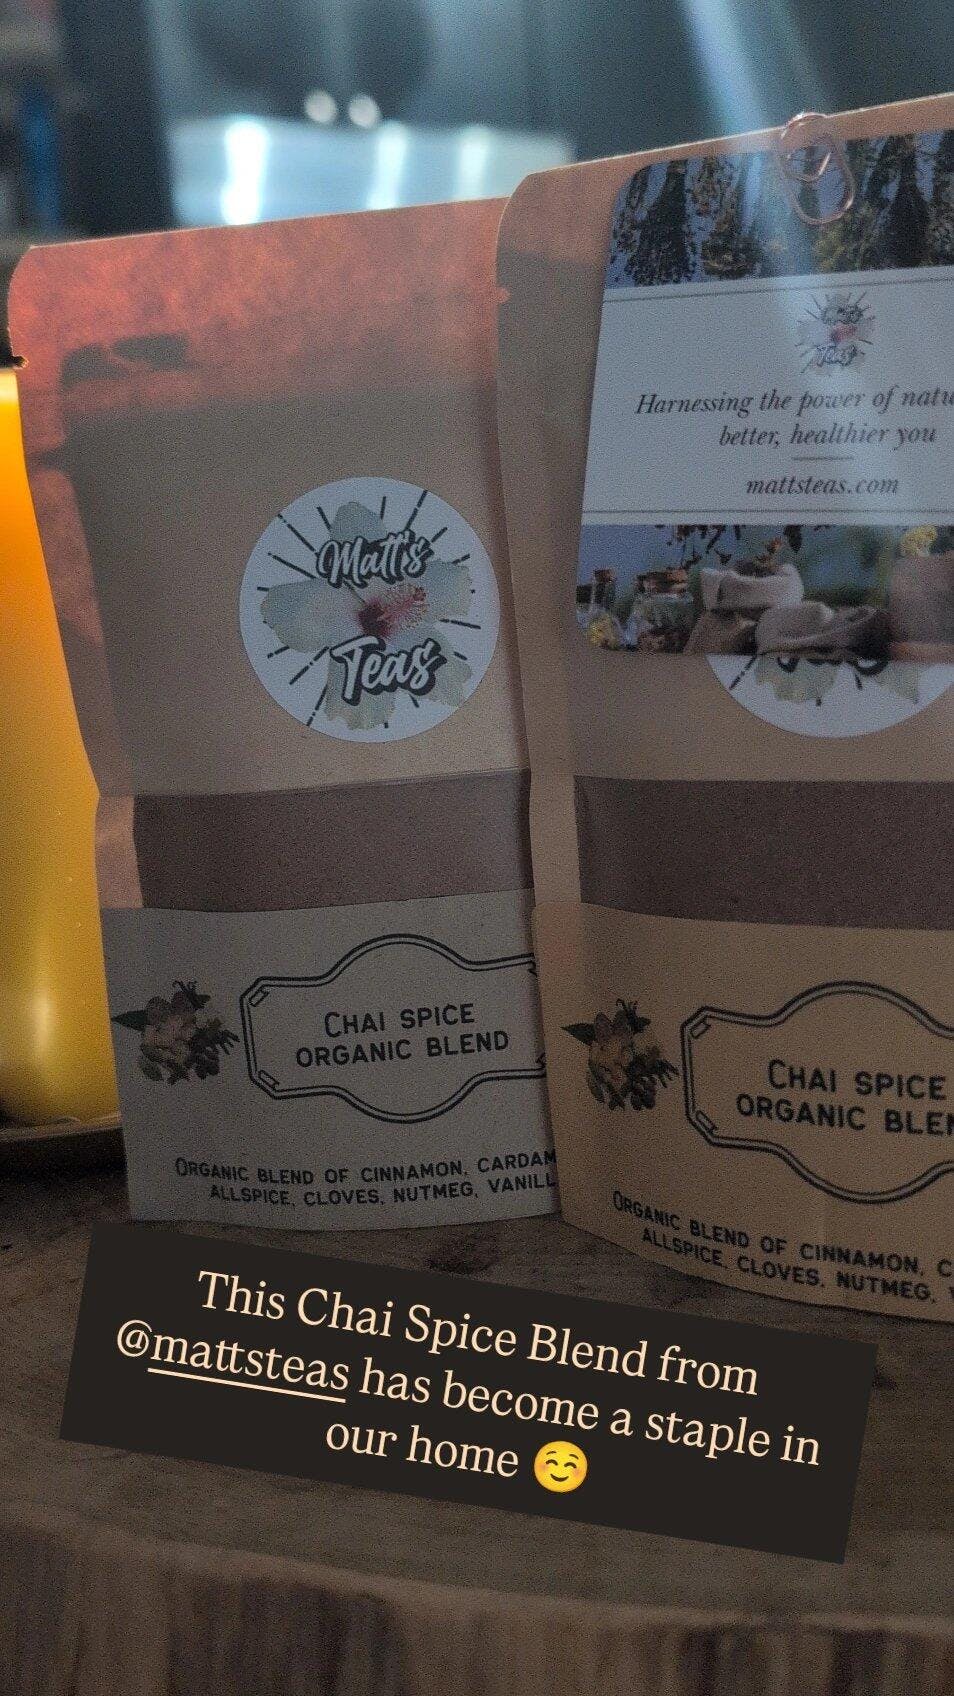 Matt's
Teas
CHAI SPICE
ORGANIC BLEND
ORGANIC BLEND OF CINNAMON, CARDAM
ALLSPICE, CLOVES, NUTMEG, VANILL
Matt's
Teas
Harnessing the power of natu
better, healthier you
mattsteas.com
CHAI SPICE
ORGANIC BLEN
ORGANIC BLEND OF CINNAMON, C
ALLSPICE, CLOVES, NUTMEG,
This Chai Spice Blend from
@mattsteas has become a staple in
our home ☺️